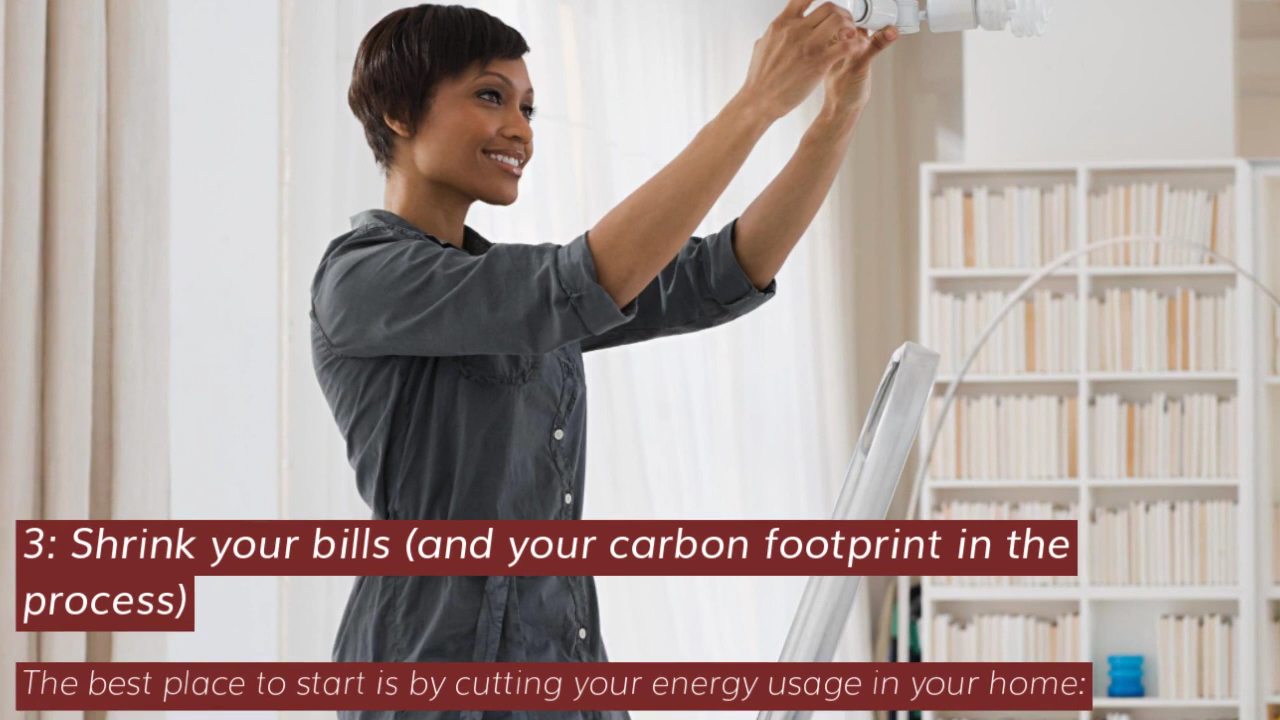 3: Shrink your bills (and your carbon footprint in the
process)
The best place to start is by cutting your energy usage in your home: